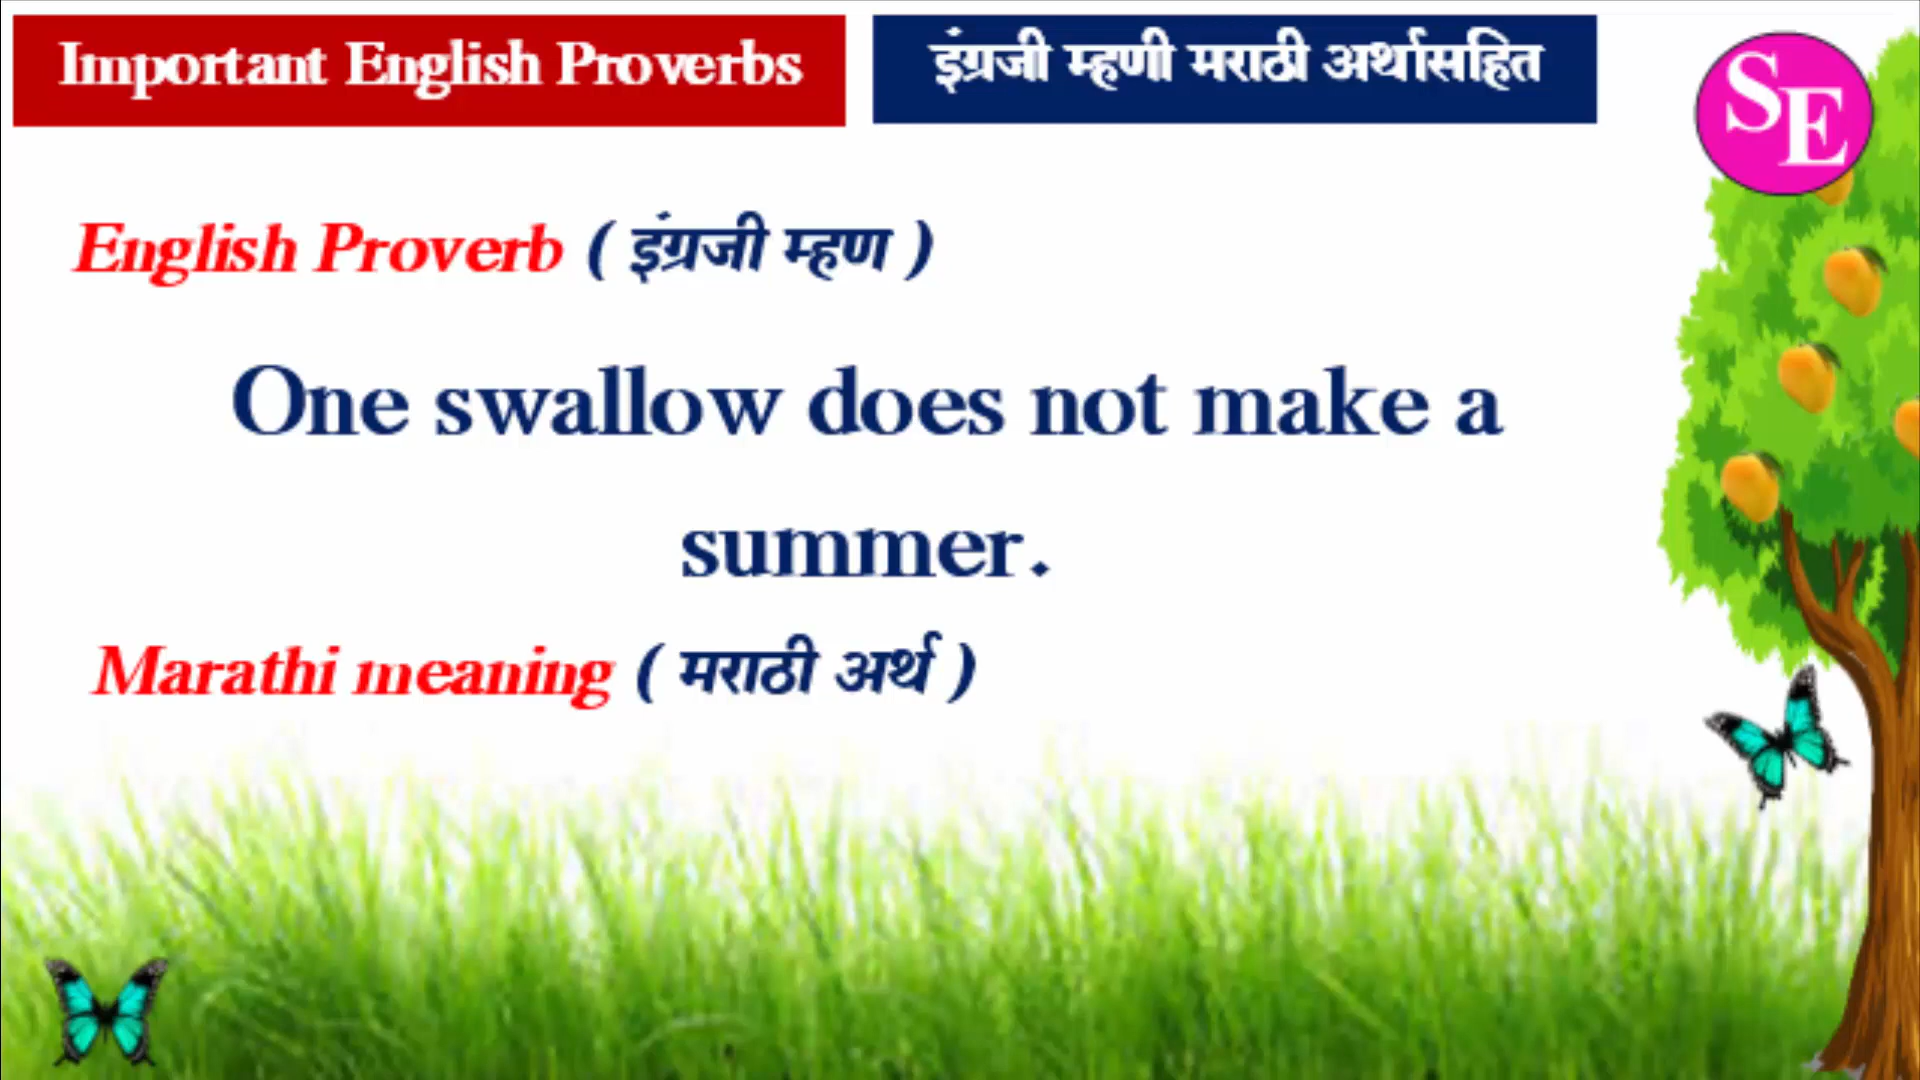 Important English Proverbs
इंग्रजी म्हणी मराठी अर्थासहित
SE
English Proverb ( इंग्रजी म्हण )
One swallow does not make a
summer.
Marathi meaning ( मराठी अर्थ )